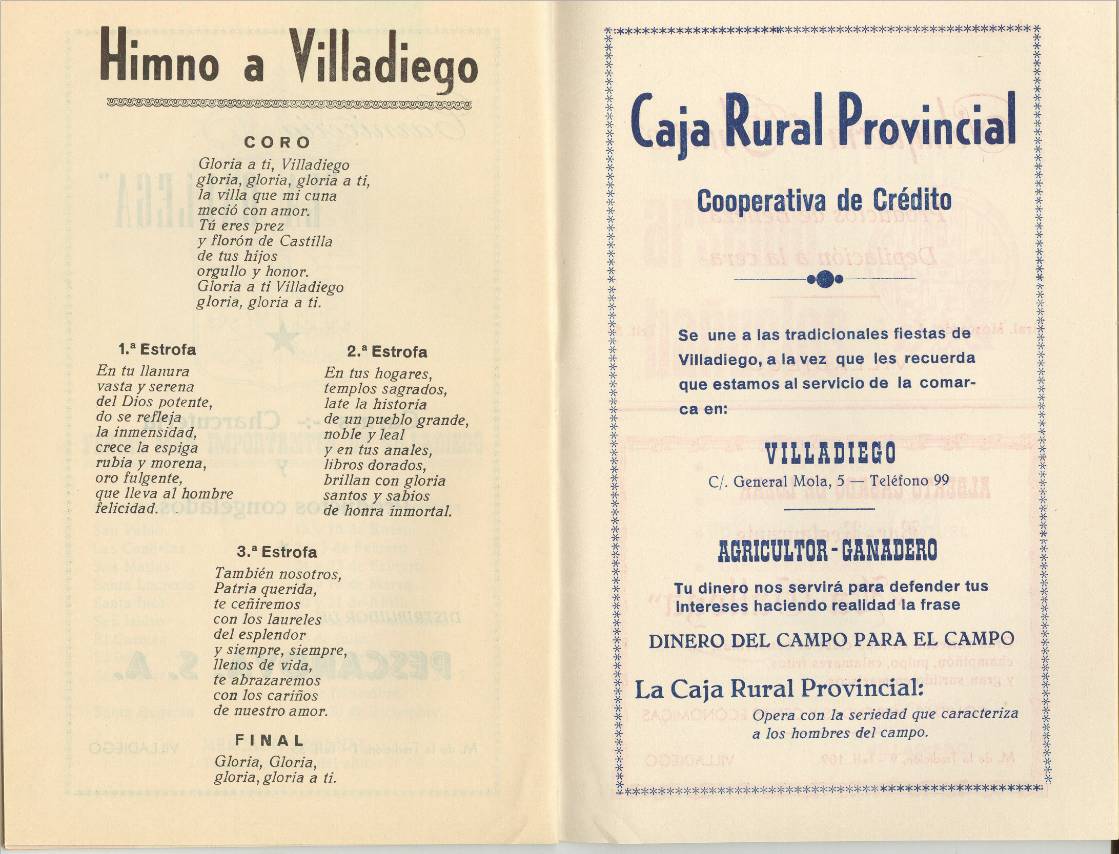 Himno a Villadiego
CORO
Gloria a ti, Villadiego
gloria, gloria, gloria a ti,
la villa que mi cuna
meció con amor.
Tú eres prez
y florón de Castilla
de tus hijos
orgullo y honor.
Gloria a ti Villadiego
gloria, gloria a ti.
1.ª Estrofa
En tu llanura
vasta y serena
del Dios potente,
do se refleja
la inmensidad,
crece la espiga
rubia y morena,
oro fulgente,
que lleva al hombre
felicidad.
2.ª Estrofa
En tus hogares,
templos sagrados,
late la historia
de un pueblo grande,
noble y leal
y en tus anales,
libros dorados,
brillan con gloria
santos y sabios
de honra inmortal.
3.ª Estrofa
También nosotros,
Patria querida,
te ceñiremos
con los laureles
del esplendor
y siempre, siempre,
llenos de vida,
te abrazaremos
con los cariños
de nuestro amor.
FINAL
Gloria, Gloria,
gloria, gloria a ti.
Caja Rural Provincial
Cooperativa de Crédito
Se une a las tradicionales fiestas de
Villadiego, a la vez que les recuerda
que estamos al servicio de la comar-
ca en:
VILLADIEGO
C/. General Mola, 5 — Teléfono 99
AGRICULTOR - GANADERO
Tu dinero nos servirá para defender tus
Intereses haciendo realidad la frase
DINERO DEL CAMPO PARA EL CAMPO
La Caja Rural Provincial:
Opera con la seriedad que caracteriza
a los hombres del campo.